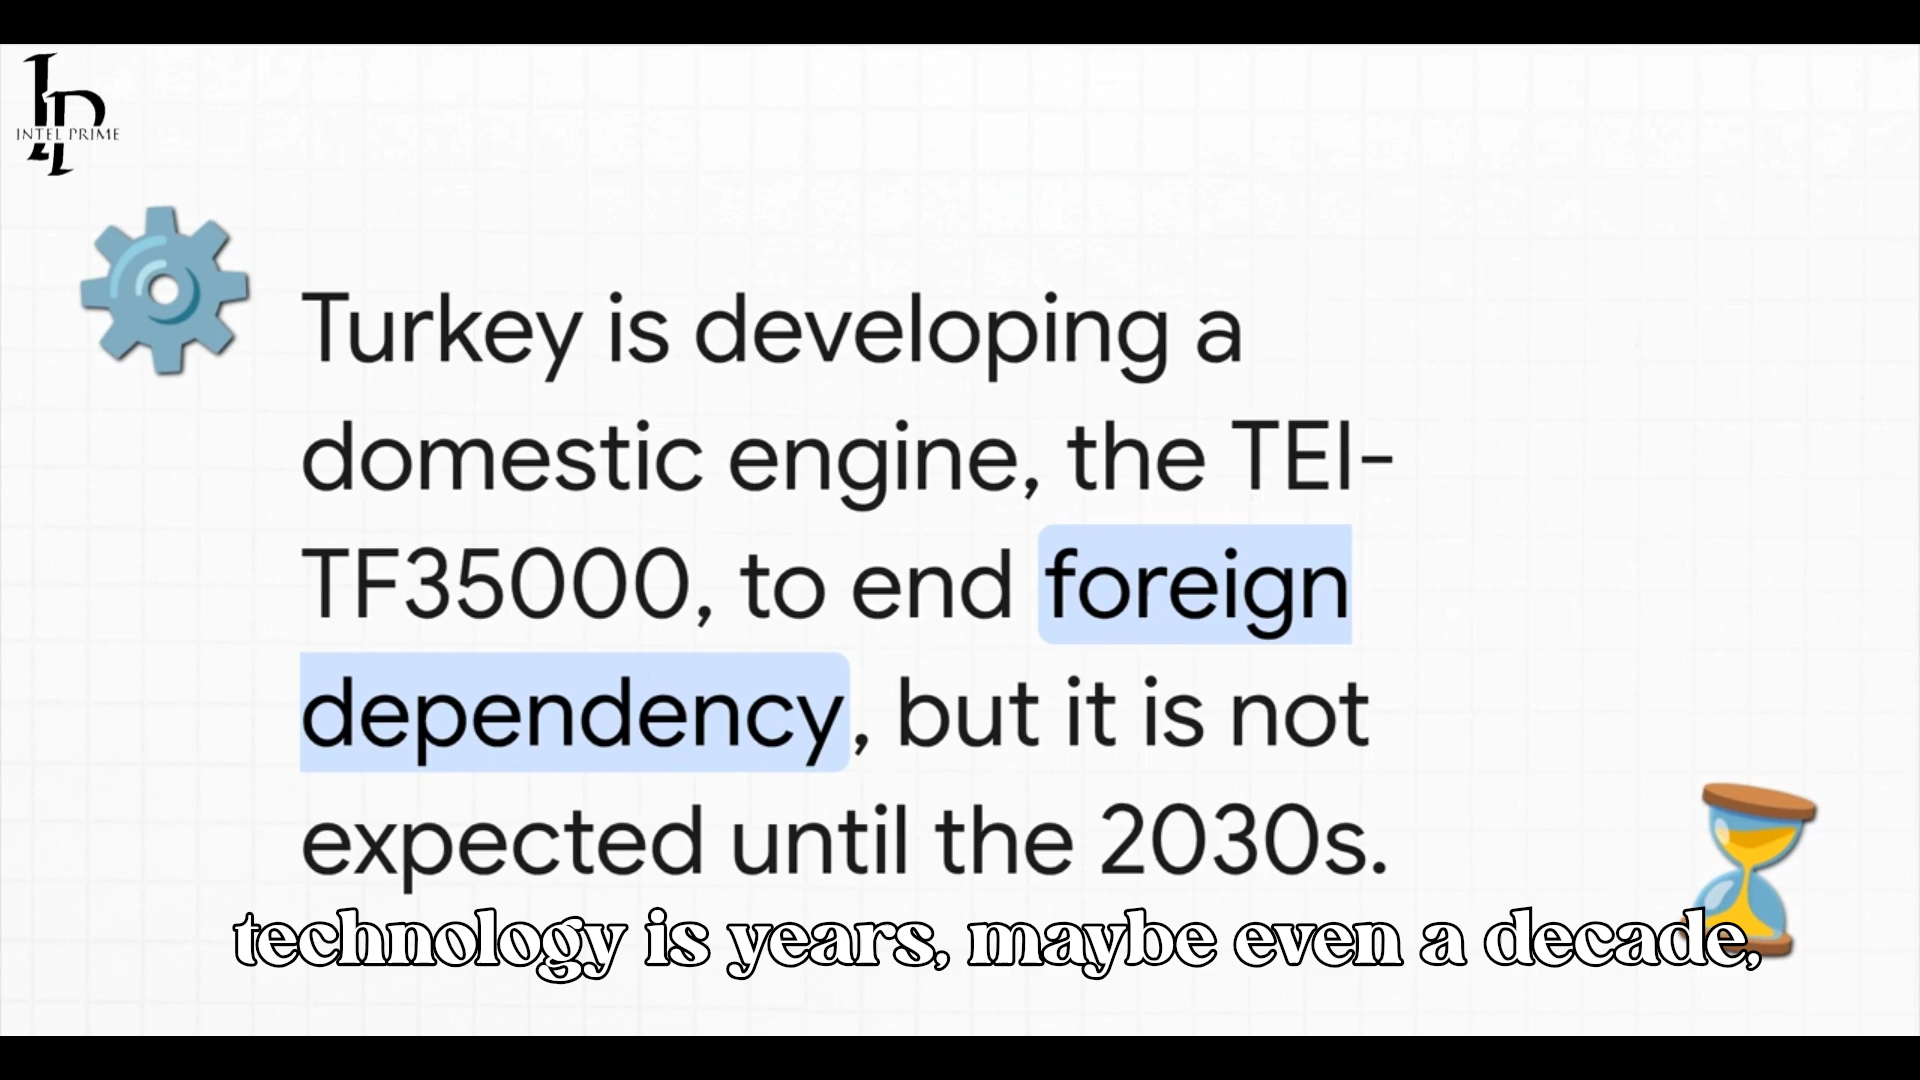 INTEL PRIME
Turkey is developing a
domestic engine, the TEI-
TF35000, to end foreign
dependency, but it is not
expected until the 2030s.
technology is years, maybe even a decade,